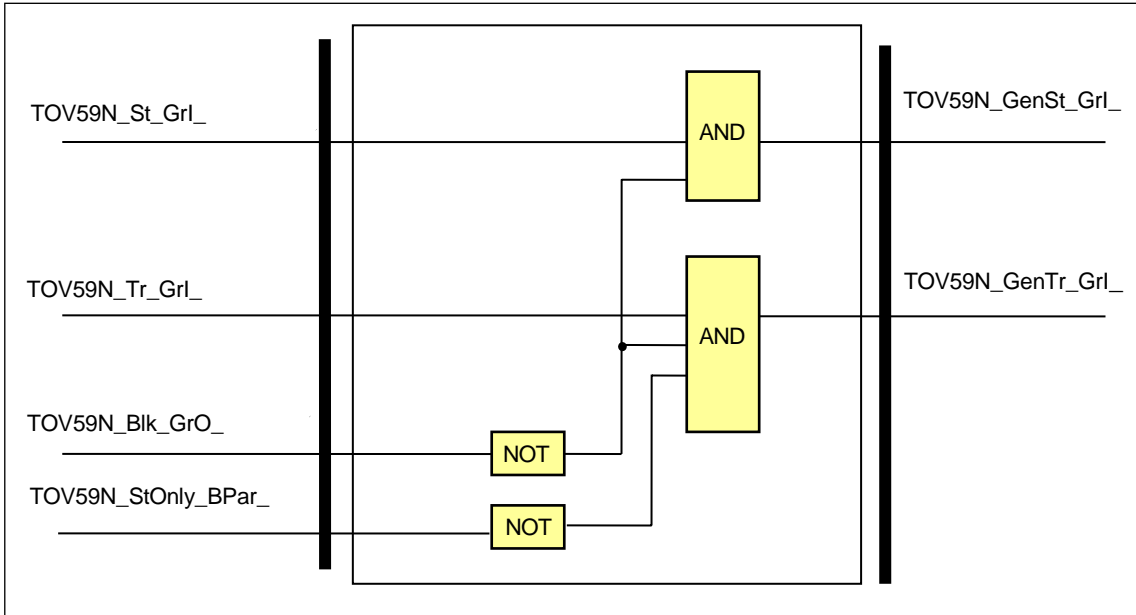 TOV59N_St_GrI_
AND
TOV59N_GenSt_GrI_
TOV59N_Tr_GrI_
AND
TOV59N_GenTr_GrI_
TOV59N_Blk_GrO_
NOT
TOV59N_StOnly_BPar_
NOT